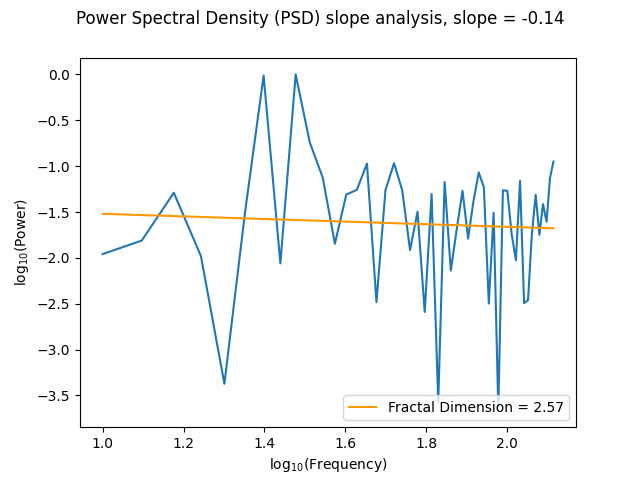 Power Spectral Density (PSD) slope analysis, slope = -0.14
0.0
−0.5
−1.0
−1.5
−2.0
−2.5
−3.0
−3.5
log10(Power)
Fractal Dimension = 2.57
1.0 1.2 1.4 1.6 1.8 2.0
log10(Frequency)